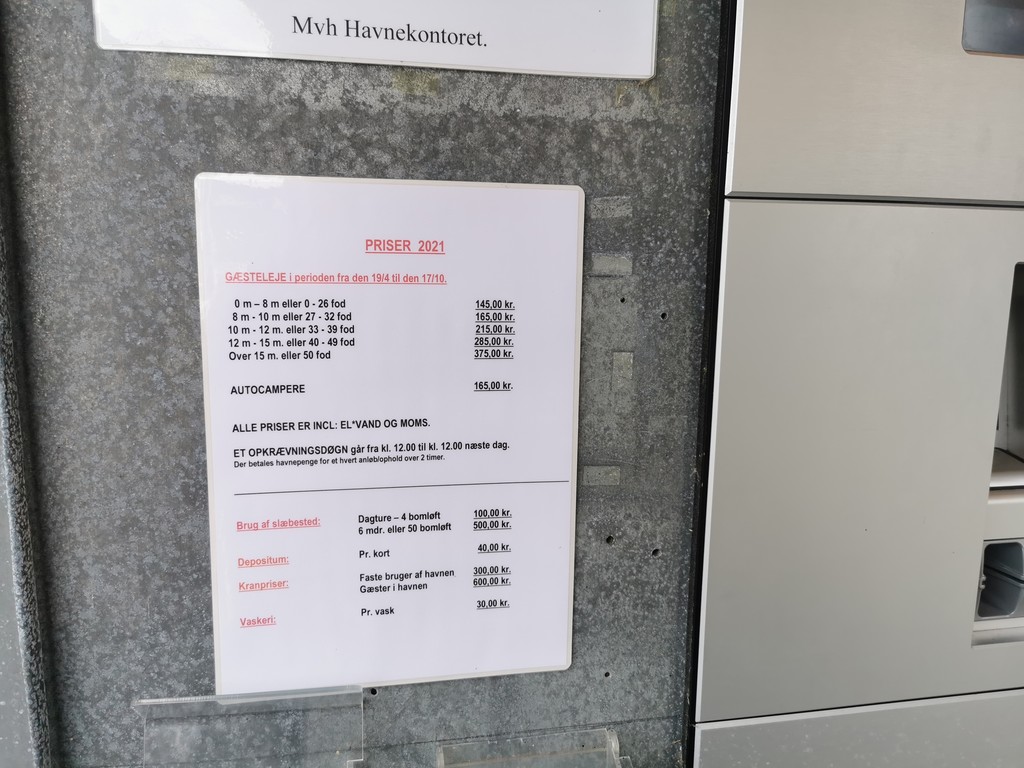 Mvh Havnekontoret.
PRISER 2021
GÆSTELEJE i perioden fra den 19/4 til den 17/10.
0 m – 8 m eller 0 - 26 fod 145,00 kr.
8 m - 10 m eller 27 - 32 fod 165,00 kr.
10 m - 12 m. eller 33 - 39 fod 215,00 kr.
12 m - 15 m. eller 40 - 49 fod 285,00 kr.
Over 15 m. eller 50 fod 375,00 kr.
AUTOCAMPERE 165,00 kr.
ALLE PRISER ER INCL: EL*VAND OG MOMS.
ET OPKRÆVNINGSDØGN går fra kl. 12.00 til kl. 12.00 næste dag.
Der betales havnepenge for et hvert anløb/ophold over 2 timer.
Brug af slæbested: Dagture – 4 bomløft 100,00 kr.
6 mdr. eller 50 bomløft 500,00 kr.
Depositum: Pr. kort 40,00 kr.
Kranpriser: Faste bruger af havnen 300,00 kr.
Gæster i havnen 600,00 kr.
Vaskeri: Pr. vask 30,00 kr.